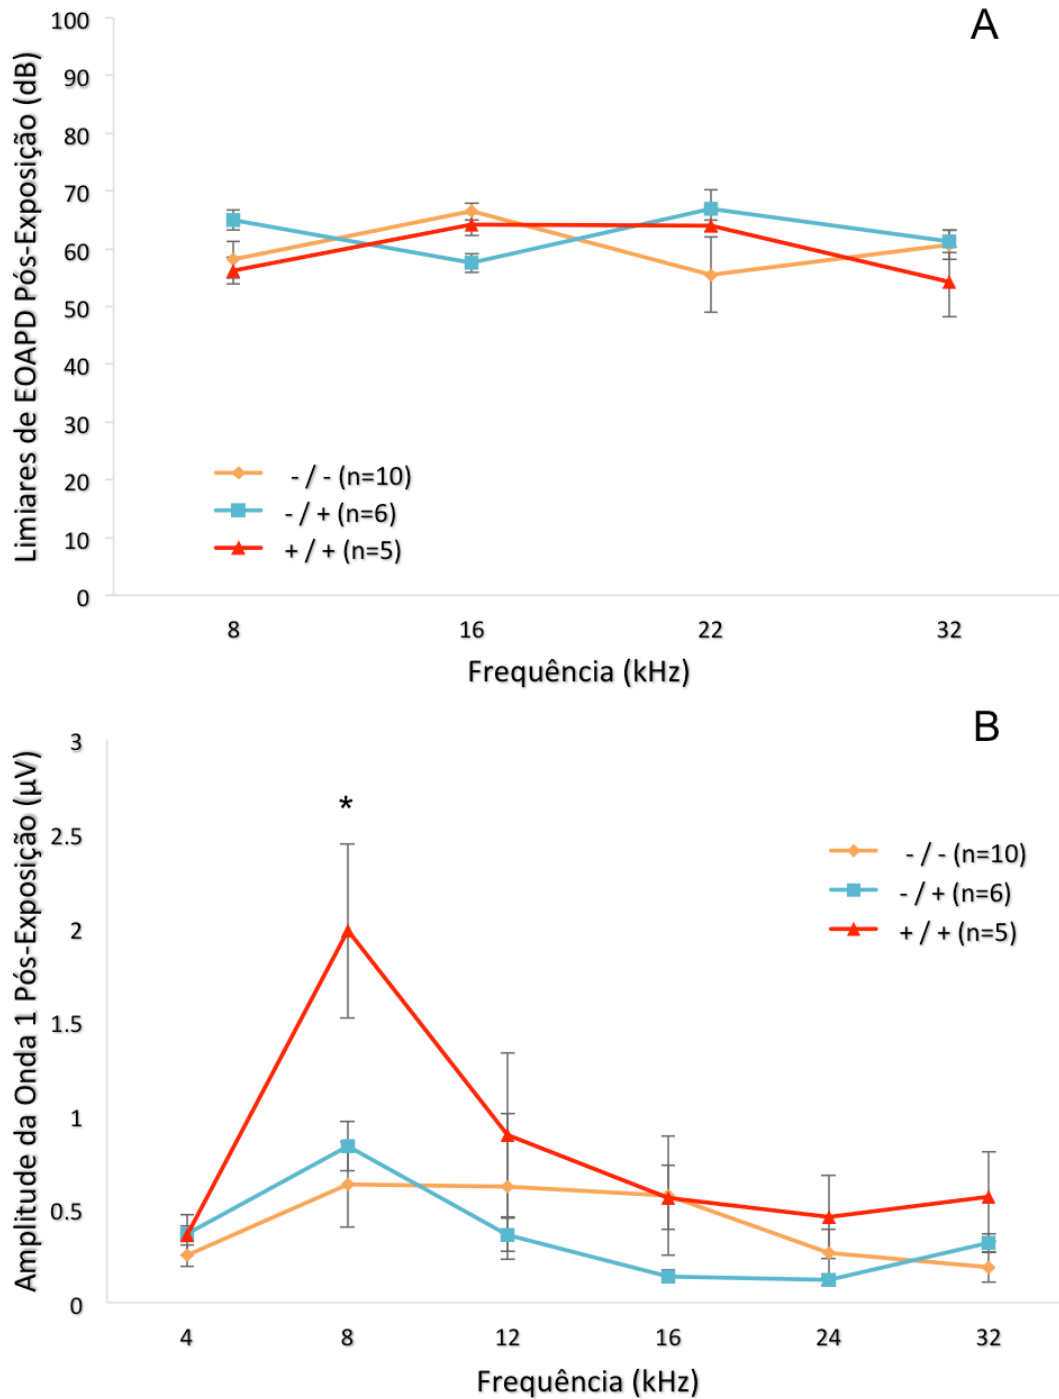 A
Limiares de EOAPD Pós-Exposição (dB)
100
90
80
70
60
50
40
30
20
10
0
- / - (n=10)
- / + (n=6)
+ / + (n=5)
8 16 22 32
Frequência (kHz)
B
Amplitude da Onda 1 Pós-Exposição (µV)
3
2.5
2
1.5
1
0.5
0
*
- / - (n=10)
- / + (n=6)
+ / + (n=5)
4 8 12 16 24 32
Frequência (kHz)